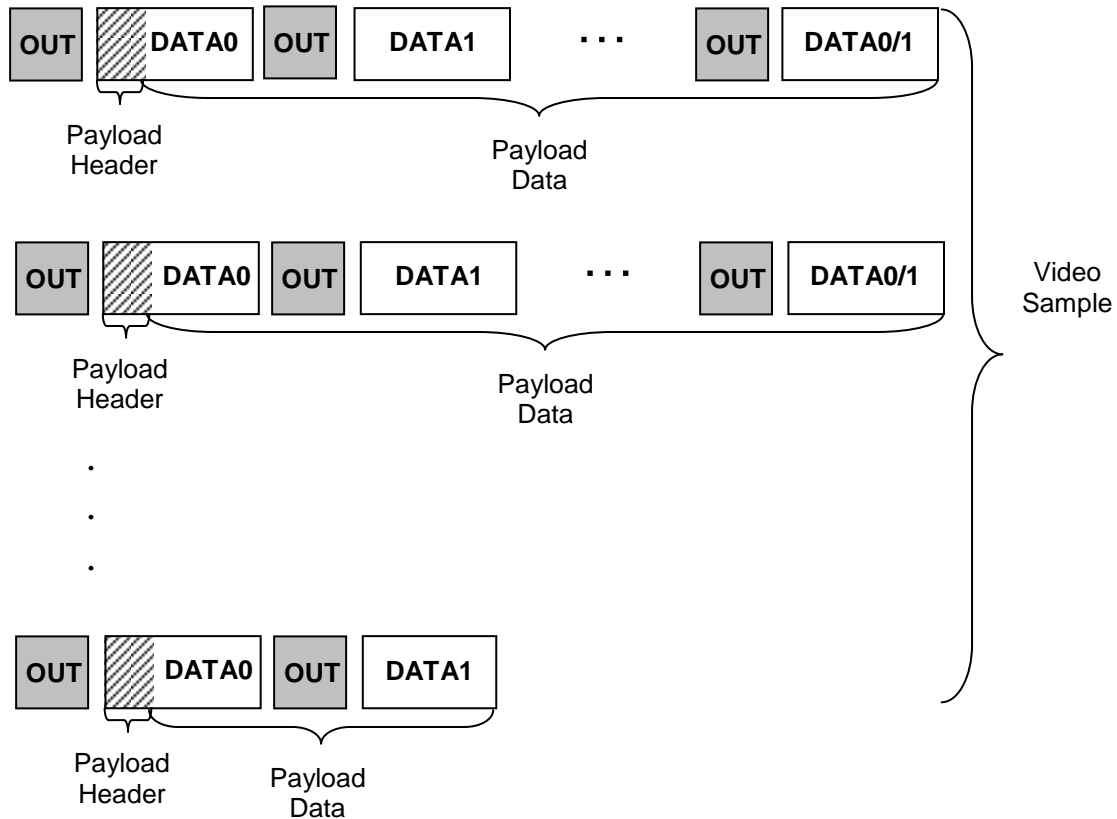 OUT DATA0 OUT DATA1 ... OUT DATA0/1
Payload
Header
Payload
Data
OUT DATA0 OUT DATA1 ... OUT DATA0/1
Video
Sample
Payload
Header
Payload
Data
.
.
.
OUT DATA0 OUT DATA1
Payload
Header
Payload
Data